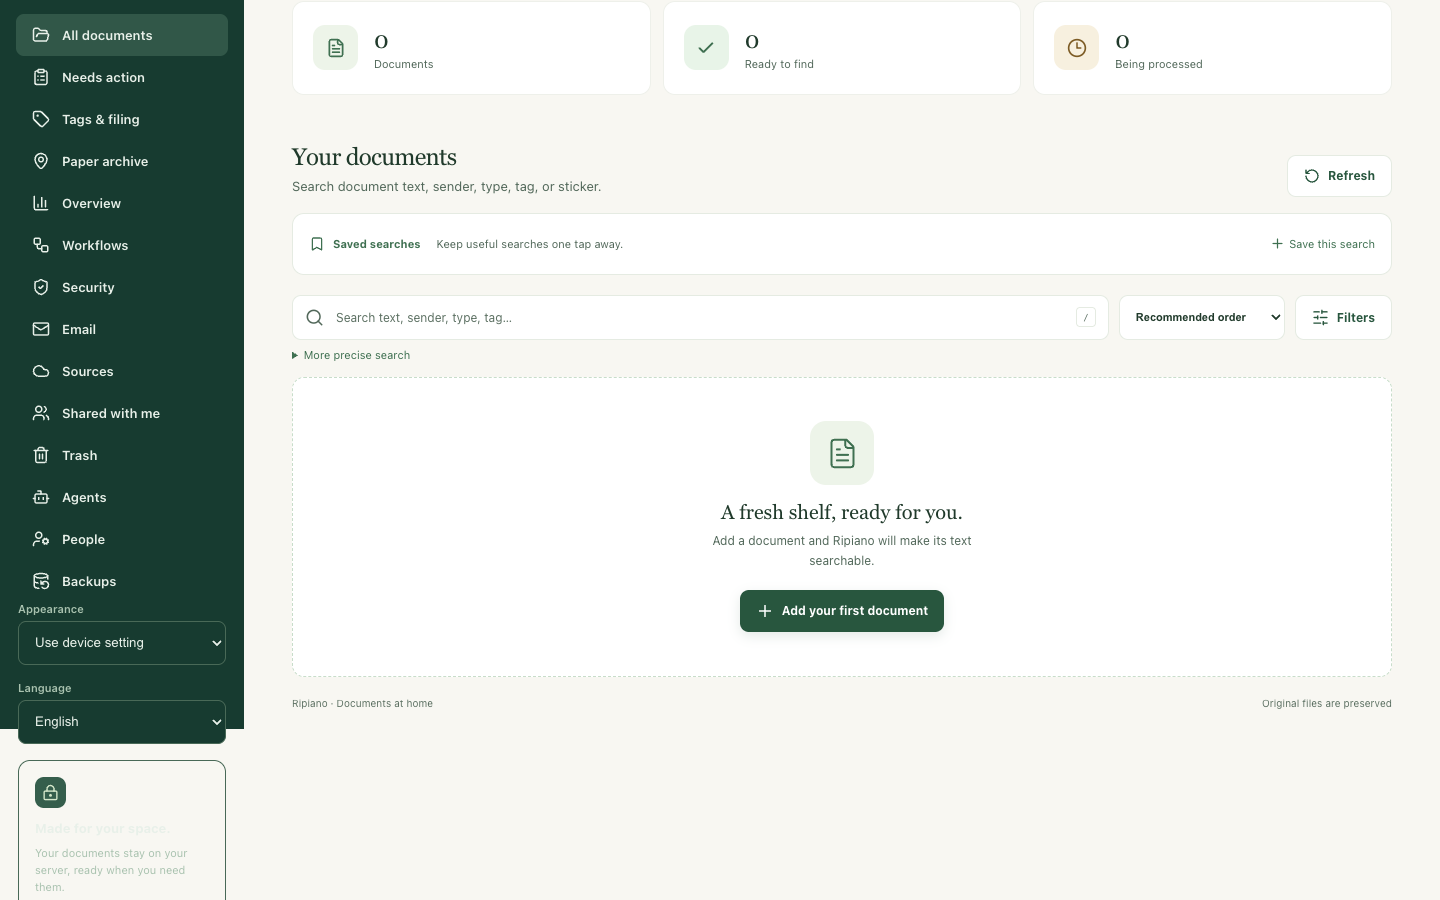 All documents
Needs action
Tags & filing
Paper archive
Overview
Workflows
Security
Email
Sources
Shared with me
Trash
Agents
People
Backups
Appearance
Use device setting
Language
English
Made for your space.
Your documents stay on your
server, ready when you need
them.
0
Documents
0
Ready to find
0
Being processed
Your documents
Search document text, sender, type, tag, or sticker.
Refresh
Saved searches Keep useful searches one tap away.
Save this search
Search text, sender, type, tag... /
Recommended order
Filters
More precise search
A fresh shelf, ready for you.
Add a document and Ripiano will make its text
searchable.
Add your first document
Ripiano · Documents at home
Original files are preserved